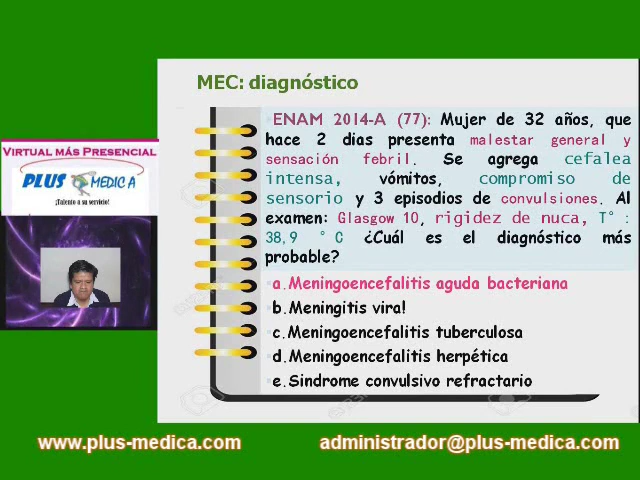 MEC: diagnóstico
ENAM 2014-A (77): Mujer de 32 años, que
hace 2 dias presenta malestar general y
sensación febril. Se agrega cefalea
intensa, vómitos, compromiso de
sensorio y 3 episodios de convulsiones. Al
examen: Glasgow 10, rigidez de nuca, T° :
38,9 °C ¿Cuál es el diagnóstico más
probable?
a.Meningoencefalitis aguda bacteriana
b.Meningitis viral
c.Meningoencefalitis tuberculosa
d.Meningoencefalitis herpética
e.Sindrome convulsivo refractario
VIRTUAL MÁS PRESENCIAL
PLUS MEDICA
¡Talento a su servicio!
www.plus-medica.com
administrador@plus-medica.com